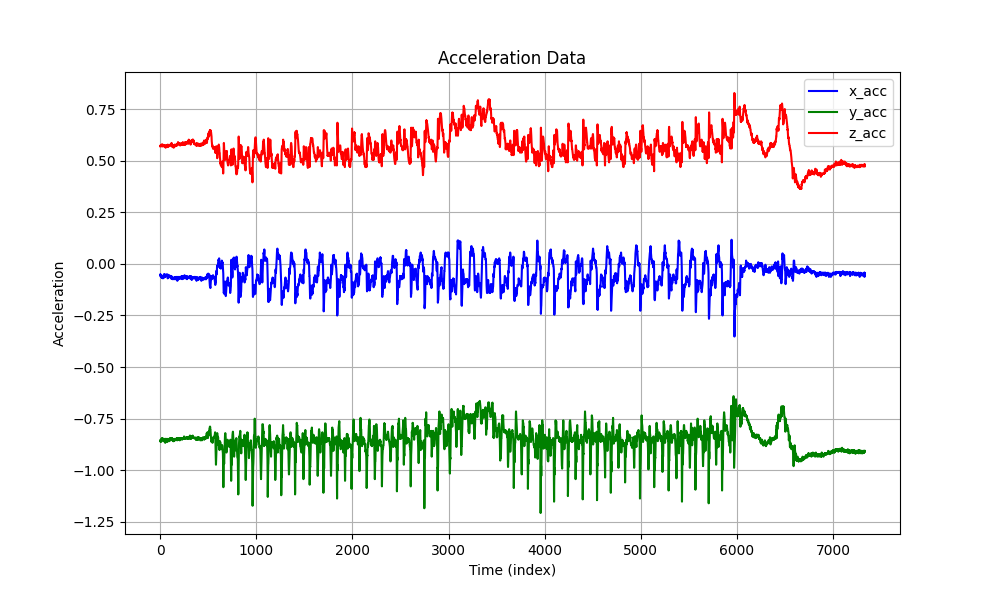 Acceleration Data
x_acc
y_acc
z_acc
0.75
0.50
0.25
0.00
−0.25
−0.50
−0.75
−1.00
−1.25
Acceleration
0 1000 2000 3000 4000 5000 6000 7000
Time (index)